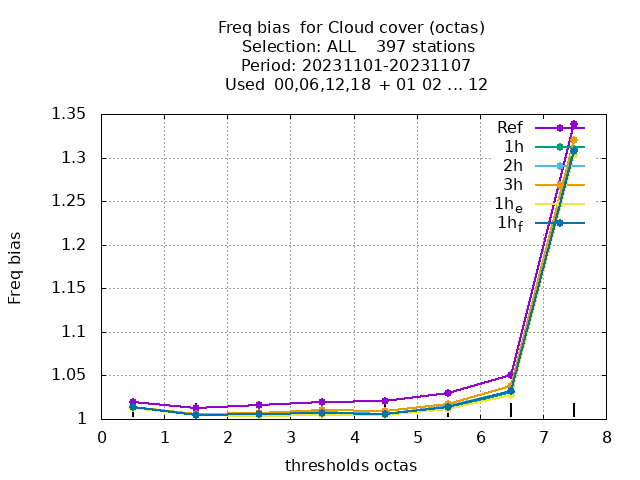 Freq bias  for Cloud cover (octas)
Selection: ALL    397 stations
Period: 20231101-20231107
Used  00,06,12,18 + 01 02 ... 12
1.35
1.3
1.25
1.2
1.15
1.1
1.05
1
Freq bias
Ref
1h
2h
3h
1he
1hf
0 1 2 3 4 5 6 7 8
thresholds octas